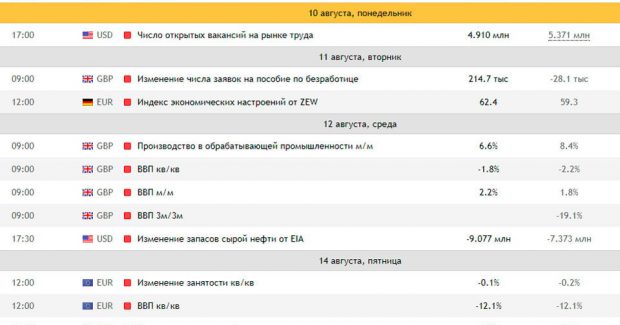 10 августа, понедельник
17:00 USD Число открытых вакансий на рынке труда 4.910 млн 5.371 млн
11 августа, вторник
09:00 GBP Изменение числа заявок на пособие по безработице 214.7 тыс -28.1 тыс
12:00 EUR Индекс экономических настроений от ZEW 62.4 59.3
12 августа, среда
09:00 GBP Производство в обрабатывающей промышленности м/м 6.6% 8.4%
09:00 GBP ВВП кв/кв -1.8% -2.2%
09:00 GBP ВВП м/м 2.2% 1.8%
09:00 GBP ВВП 3м/3м -19.1%
17:30 USD Изменение запасов сырой нефти от EIA -9.077 млн -7.373 млн
14 августа, пятница
12:00 EUR Изменение занятости кв/кв -0.1% -0.2%
12:00 EUR ВВП кв/кв -12.1% -12.1%